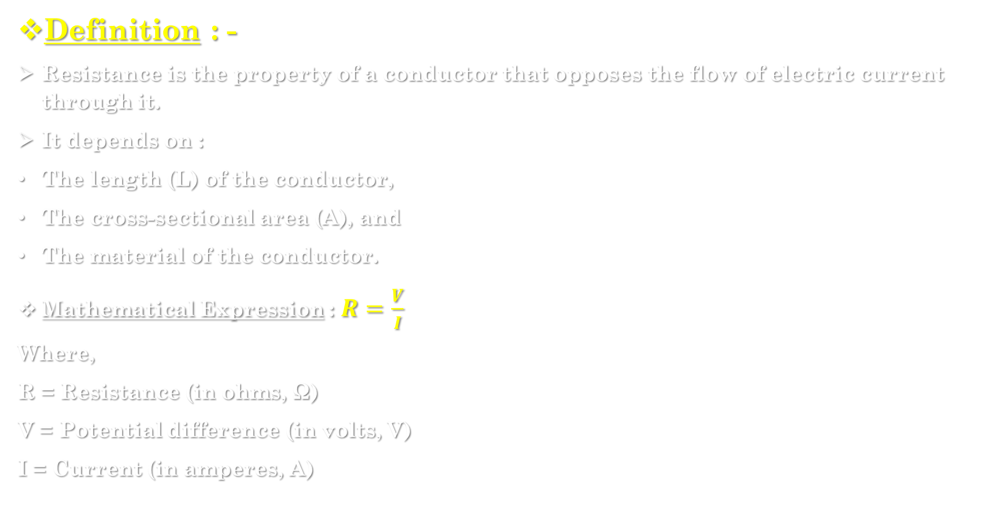 ❖Definition : -
➢ Resistance is the property of a conductor that opposes the flow of electric current
through it.
➢ It depends on :
• The length (L) of the conductor,
• The cross-sectional area (A), and
• The material of the conductor.
❖ Mathematical Expression : R = V/I
Where,
R = Resistance (in ohms, Ω)
V = Potential difference (in volts, V)
I = Current (in amperes, A)